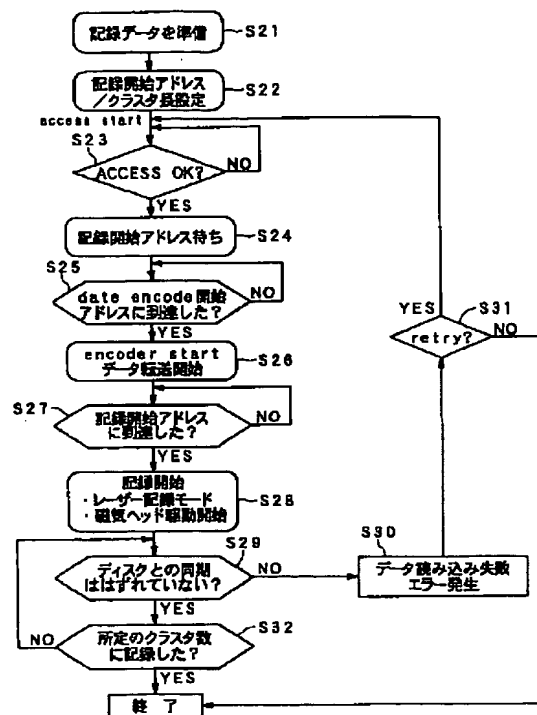 記録データを準備
S21
記録開始アドレス
/クラスタ長設定
S22
access start
S23
ACCESS OK?
NO
YES
記録開始アドレス待ち
S24
S25
date encode開始
アドレスに到達した?
NO
YES
encoder start
データ転送開始
S26
S27
記録開始アドレス
に到達した?
NO
YES
記録開始
・レーザー記録モード
・磁気ヘッド駆動開始
S28
S29
ディスクとの同期
ははずれていない?
NO
YES
S30
データ読み込み失敗
エラー発生
YES
S31
retry?
NO
S32
所定のクラスタ数
に記録した?
NO
YES
終 了